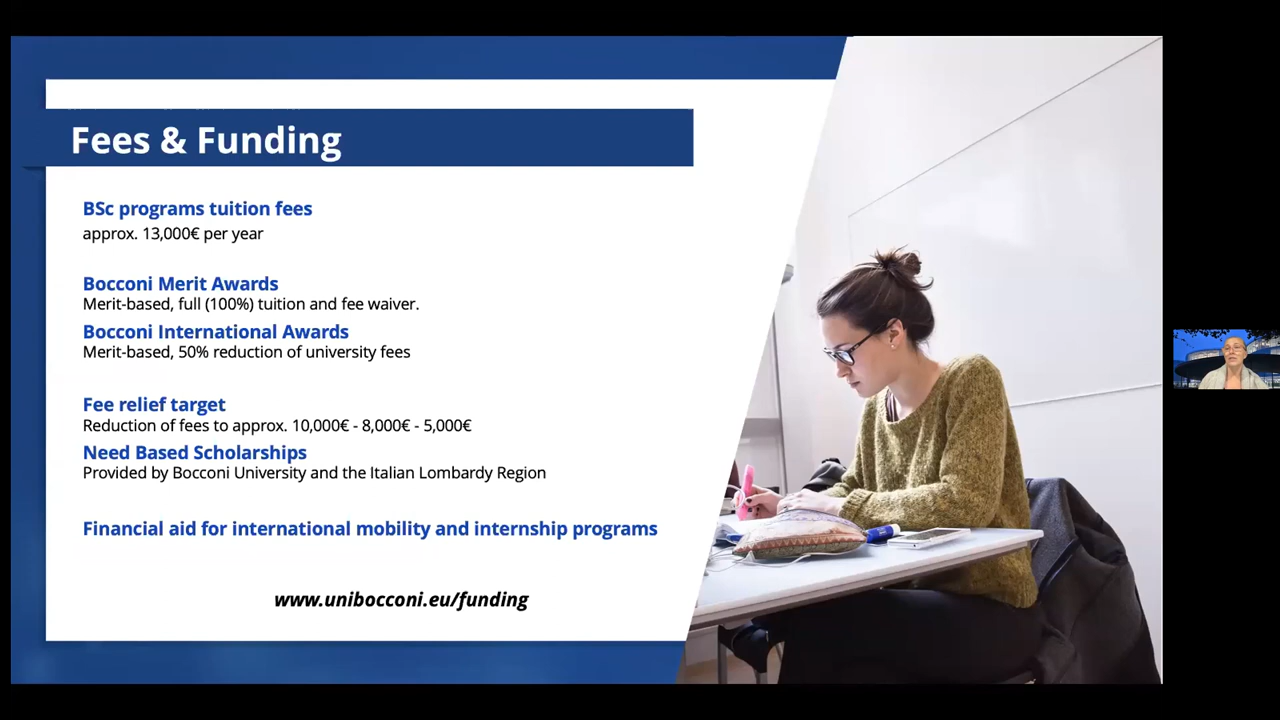 Fees & Funding
BSc programs tuition fees
approx. 13,000€ per year
Bocconi Merit Awards
Merit-based, full (100%) tuition and fee waiver.
Bocconi International Awards
Merit-based, 50% reduction of university fees
Fee relief target
Reduction of fees to approx. 10,000€ - 8,000€ - 5,000€
Need Based Scholarships
Provided by Bocconi University and the Italian Lombardy Region
Financial aid for international mobility and internship programs
www.unibocconi.eu/funding